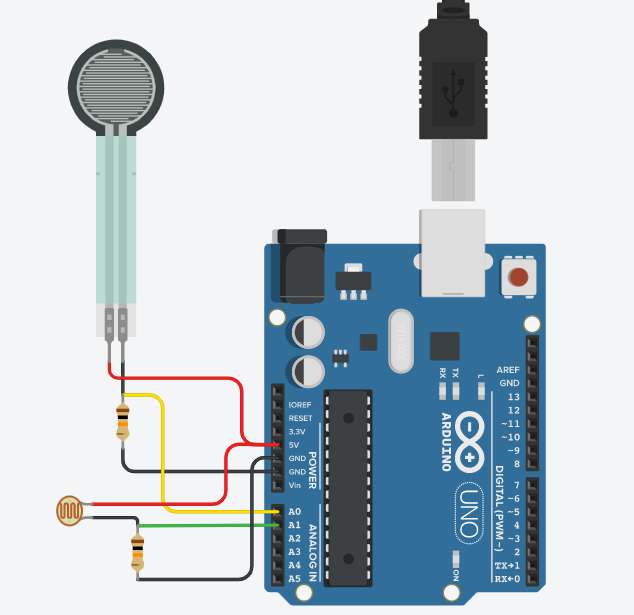 RX
TX
L
AREF
GND
13
12
~11
~10
~9
8
7
~6
~5
4
~3
2
TX→1
RX←0
DIGITAL (PWM~)
IOREF
RESET
3.3V
5V
GND
GND
Vin
POWER
A0
A1
A2
A3
A4
A5
ANALOG IN
ARDUINO
UNO
ON